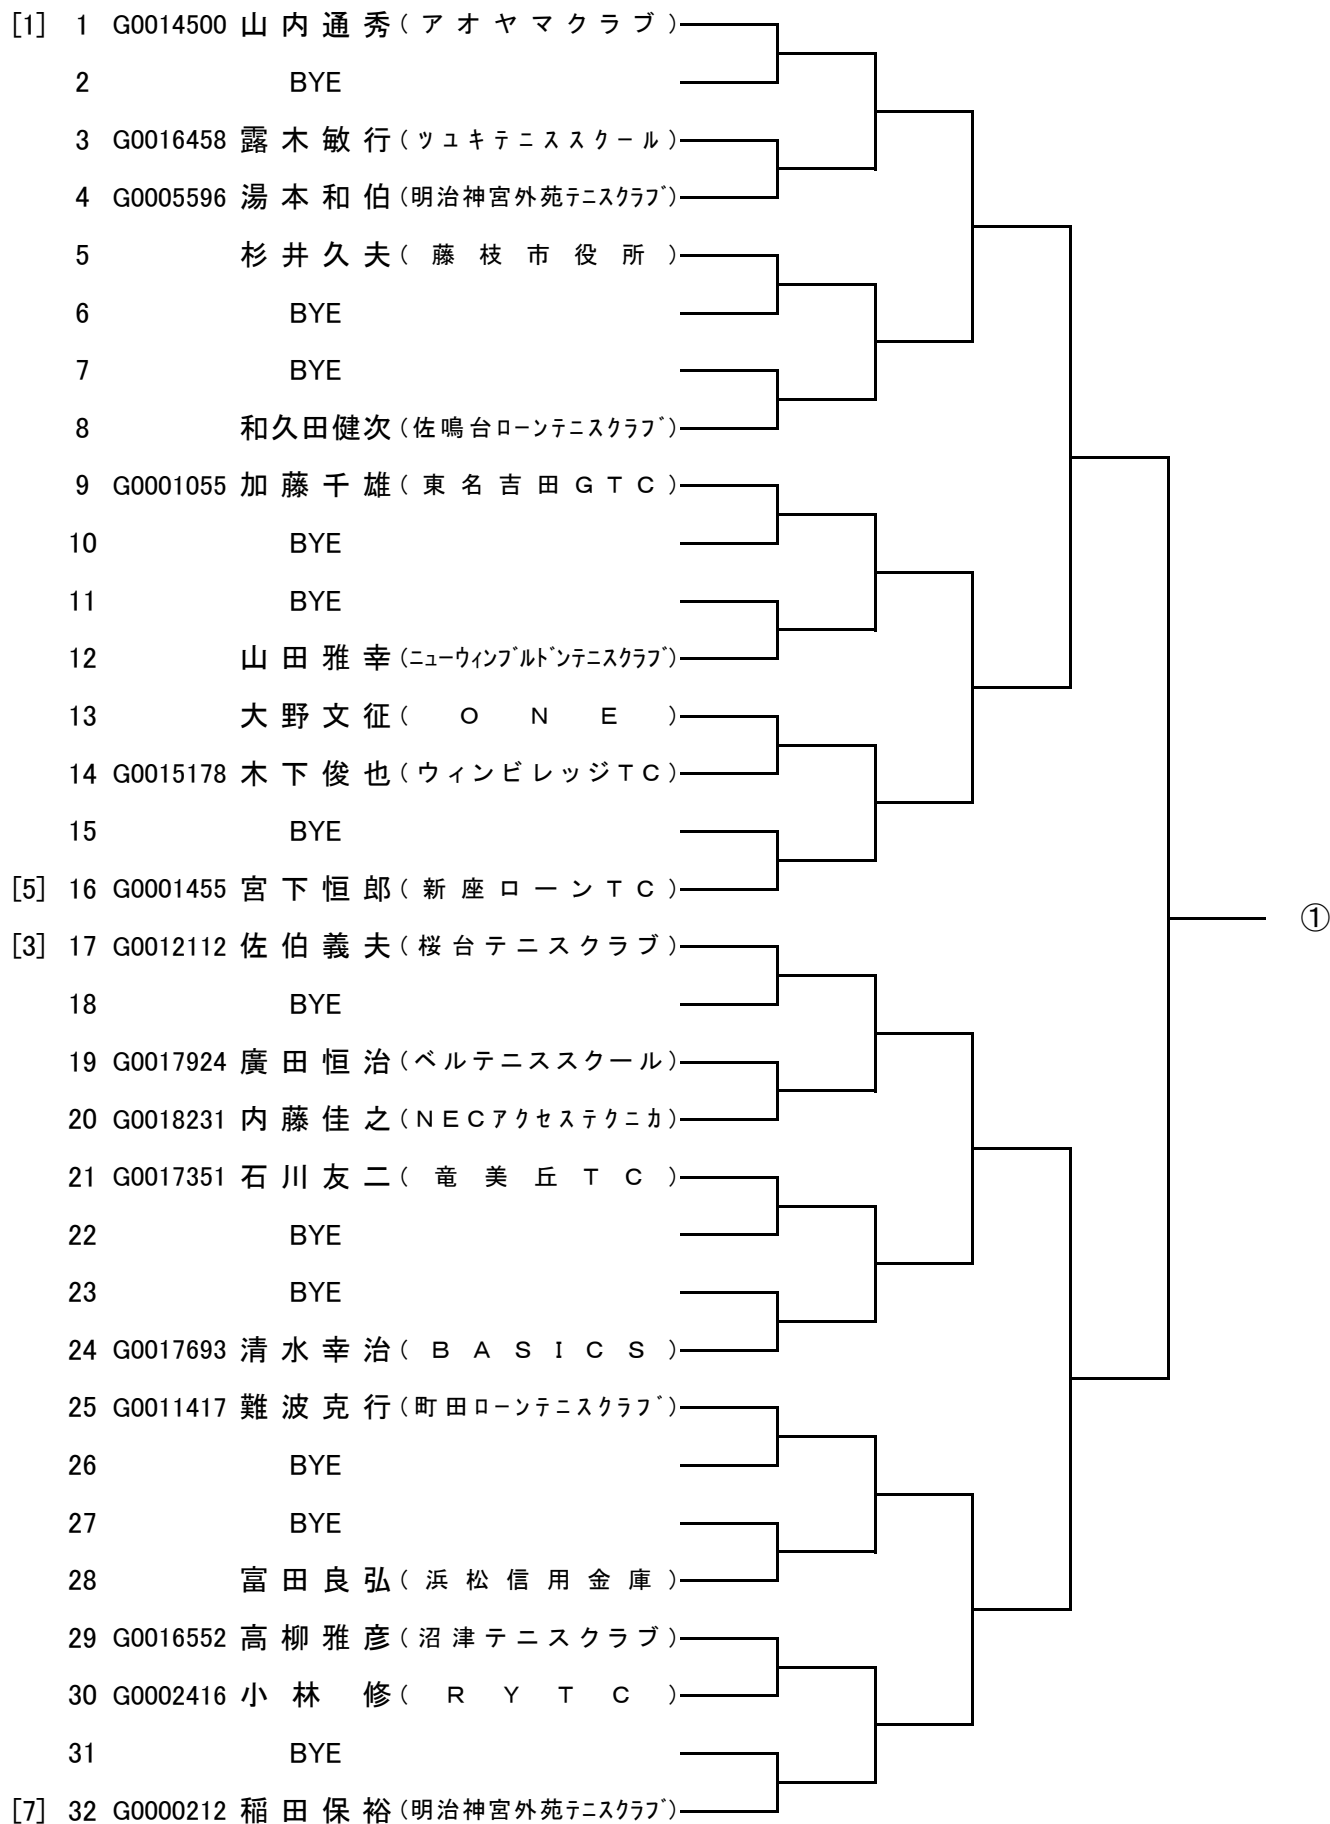 [1] 1 G0014500 山内通秀(アオヤマクラブ)
2 BYE
3 G0016458 露木敏行(ツユキテニススクール)
4 G0005596 湯本和伯(明治神宮外苑テニスクラブ)
5 杉井久夫(藤枝市役所)
6 BYE
7 BYE
8 和久田健次(佐鳴台ローンテニスクラブ)
9 G0001055 加藤千雄(東名吉田GTC)
10 BYE
11 BYE
12 山田雅幸(ニューウィンブルドンテニスクラブ)
13 大野文征(ONE)
14 G0015178 木下俊也(ウィンビレッジTC)
15 BYE
[5] 16 G0001455 宮下恒郎(新座ローンTC)
①
[3] 17 G0012112 佐伯義夫(桜台テニスクラブ)
18 BYE
19 G0017924 廣田恒治(ベルテニススクール)
20 G0018231 内藤佳之(NECアクセステクニカ)
21 G0017351 石川友二(竜美丘TC)
22 BYE
23 BYE
24 G0017693 清水幸治(BASICS)
25 G0011417 難波克行(町田ローンテニスクラブ)
26 BYE
27 BYE
28 富田良弘(浜松信用金庫)
29 G0016552 高柳雅彦(沼津テニスクラブ)
30 G0002416 小林修(RYTC)
31 BYE
[7] 32 G0000212 稲田保裕(明治神宮外苑テニスクラブ)